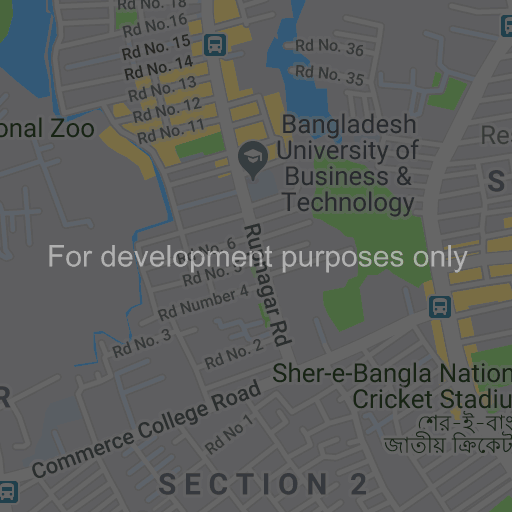 Rd No. 18
Rd No.16
Rd No. 15
Rd No. 14
Rd No. 13
Rd No. 12
Rd No. 11
Rd No. 36
Rd No. 35
onal Zoo
Bangladesh
University of
Business &
Technology
Res
S
Rd No. 6
Rd No. 5
Rupnagar Rd
For development purposes only
Rd Number 4
Rd No. 3
Rd No. 2
Sher-e-Bangla Nation
Cricket Stadiu
শের-ই-বাং
জাতীয় ক্রিকেট
R
Commerce College Road
Rd No 1
SECTION 2